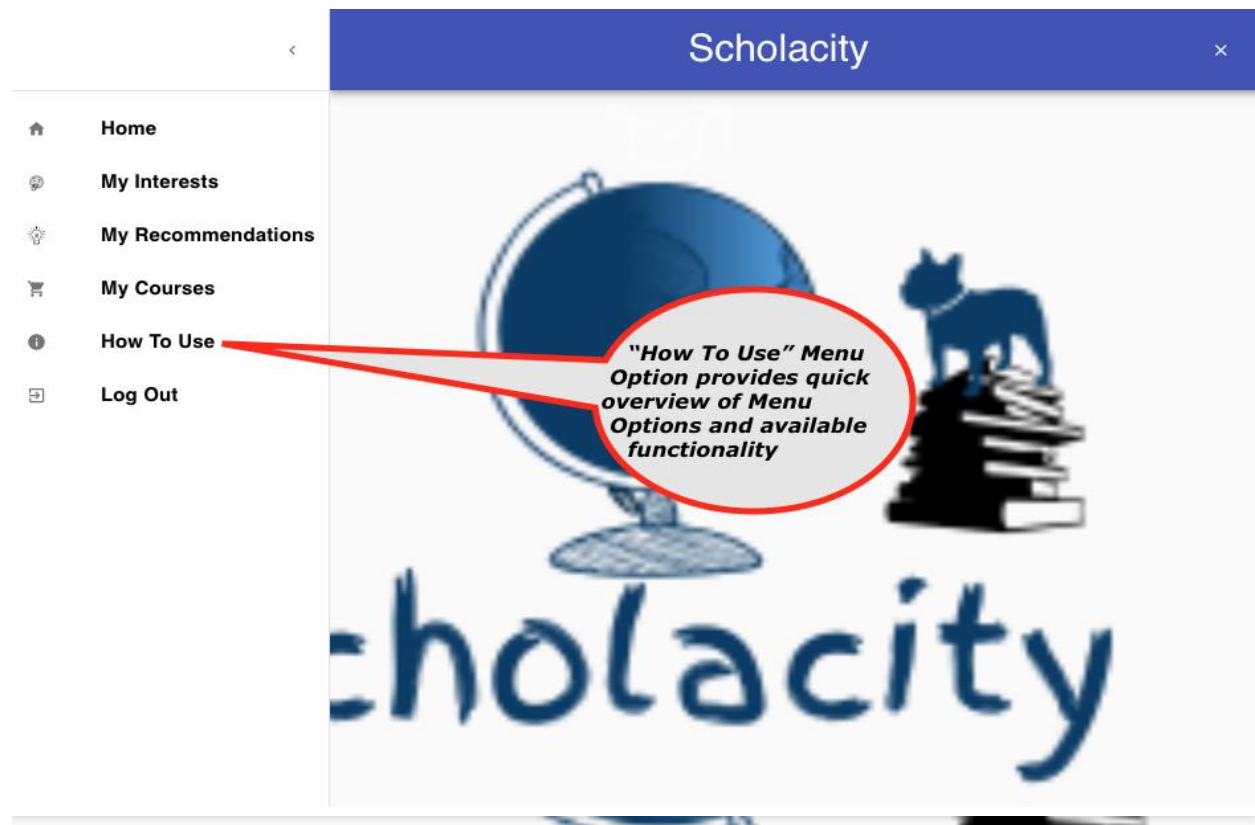 Scholacity
Home
My Interests
My Recommendations
My Courses
How To Use
Log Out
“How To Use” Menu
Option provides quick
overview of Menu
Options and available
functionality
cholacity